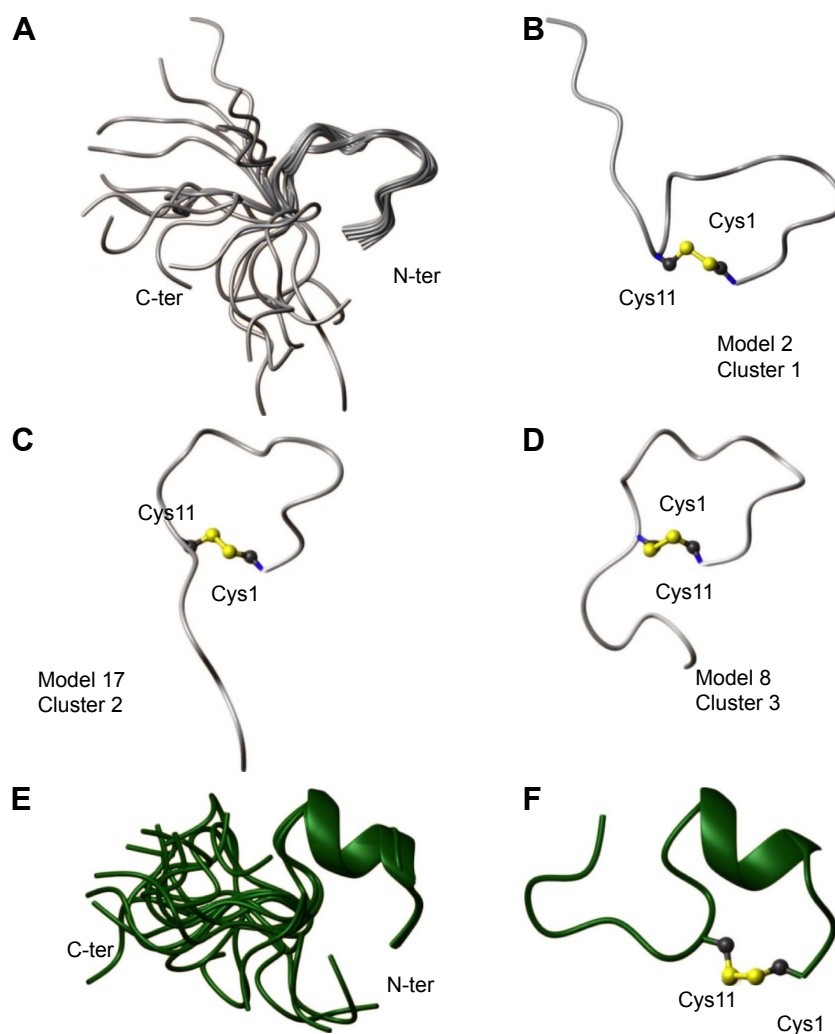 A
C-ter
N-ter
B
Cys1
Cys11
Model 2
Cluster 1
C
Cys11
Cys1
Model 17
Cluster 2
D
Cys1
Cys11
Model 8
Cluster 3
E
C-ter
N-ter
F
Cys11
Cys1